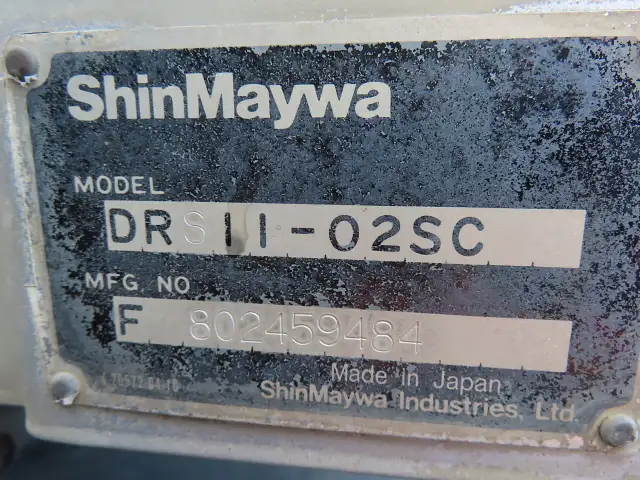 ShinMaywa
MODEL
DRS11-02SC
MFG. NO
F 802459484
Made in Japan
ShinMaywa Industries, Ltd.